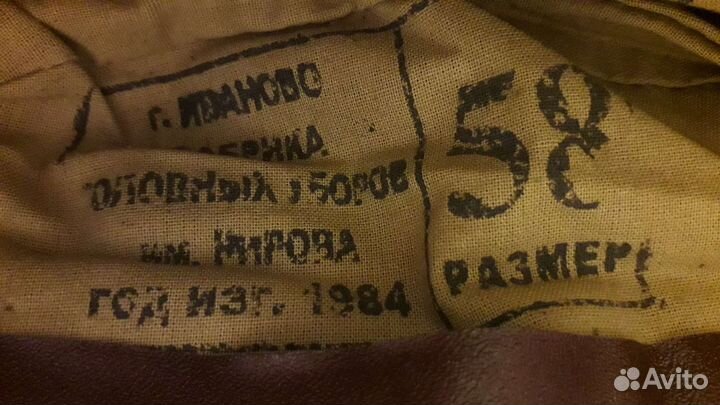 г. ИВАНОВО
ФАБРИКА
ГОЛОВНЫХ УБОРОВ
им. КИРОВА
ГОД ИЗГ. 1984
58
РАЗМЕР
Avito